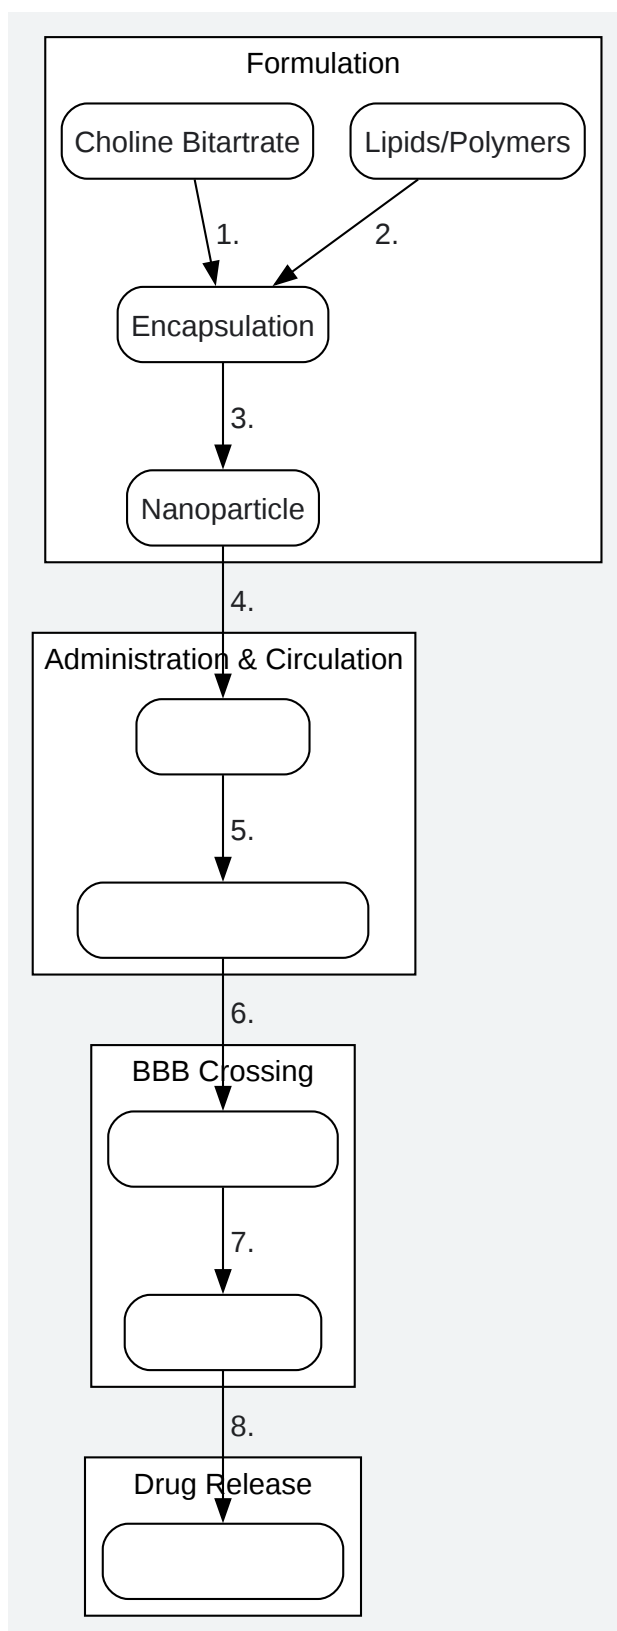 Formulation
Choline Bitartrate
Lipids/Polymers
1.
2.
Encapsulation
3.
Nanoparticle
4.
Administration & Circulation
5.
6.
BBB Crossing
7.
8.
Drug Release